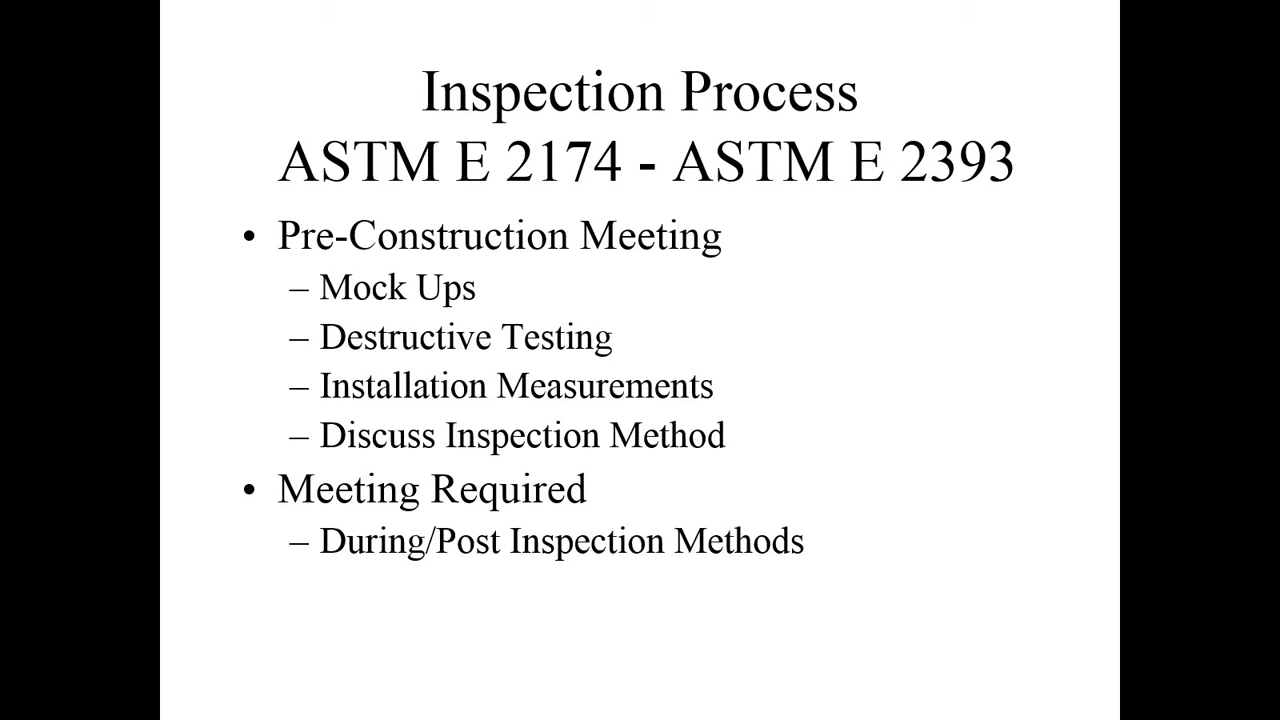 Inspection Process
ASTM E 2174 - ASTM E 2393
• Pre-Construction Meeting
– Mock Ups
– Destructive Testing
– Installation Measurements
– Discuss Inspection Method
• Meeting Required
– During/Post Inspection Methods